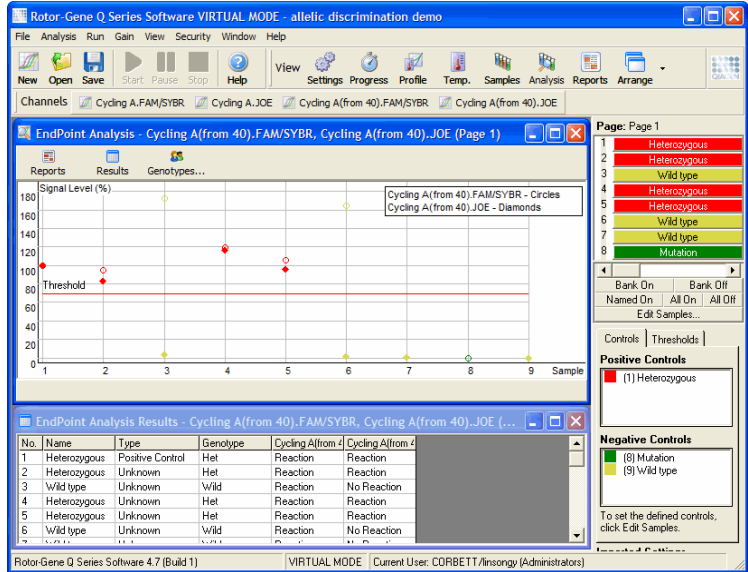 Rotor-Gene Q Series Software VIRTUAL MODE - allelic discrimination demo
File Analysis Run Gain View Security Window Help
New Open Save Start Pause Stop Help View Settings Progress Profile Temp. Samples Analysis Reports Arrange
Channels Cycling A.FAM/SYBR Cycling A.JOE Cycling A(from 40).FAM/SYBR Cycling A(from 40).JOE
EndPoint Analysis - Cycling A(from 40).FAM/SYBR, Cycling A(from 40).JOE (Page 1)
Reports Results Genotypes...
Signal Level (%)
Cycling A(from 40).FAM/SYBR - Circles
Cycling A(from 40).JOE - Diamonds
180
160
140
120
100
80
60
40
20
0
Threshold
1 2 3 4 5 6 7 8 9 Sample
Page: Page 1
1 Heterozygous
2 Heterozygous
3 Wild type
4 Heterozygous
5 Heterozygous
6 Wild type
7 Wild type
8 Mutation
Bank On Bank Off
Named On All On All Off
Edit Samples...
Controls Thresholds
Positive Controls
(1) Heterozygous
Negative Controls
(8) Mutation
(9) Wild type
To set the defined controls,
click Edit Samples.
EndPoint Analysis Results - Cycling A(from 40).FAM/SYBR, Cycling A(from 40).JOE (...
No. Name Type Genotype Cycling A(from 4 Cycling A(from 4
1 Heterozygous Positive Control Het Reaction Reaction
2 Heterozygous Unknown Het Reaction Reaction
3 Wild type Unknown Wild Reaction No Reaction
4 Heterozygous Unknown Het Reaction Reaction
5 Heterozygous Unknown Het Reaction Reaction
6 Wild type Unknown Wild Reaction No Reaction
Rotor-Gene Q Series Software 4.7 (Build 1) VIRTUAL MODE Current User: CORBETT/linsongy (Administrators)